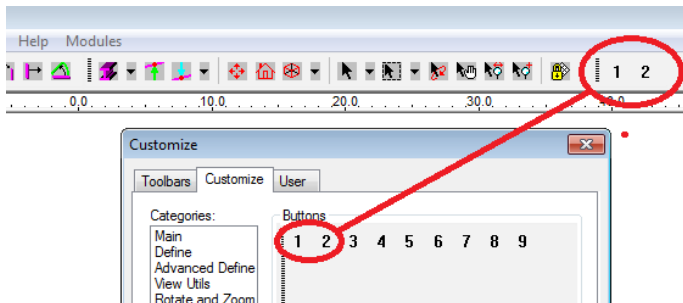 Help Modules
1 2
0,0 10,0 20,0 30,0
Customize
Toolbars Customize User
Categories: Buttons
Main 1 2 3 4 5 6 7 8 9
Define
Advanced Define
View Utils
Rotate and Zoom